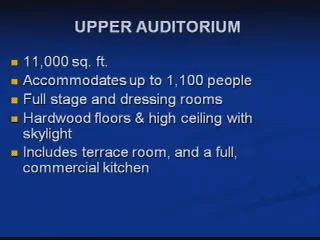 UPPER AUDITORIUM
11,000 sq. ft.
Accommodates up to 1,100 people
Full stage and dressing rooms
Hardwood floors & high ceiling with
skylight
Includes terrace room, and a full,
commercial kitchen